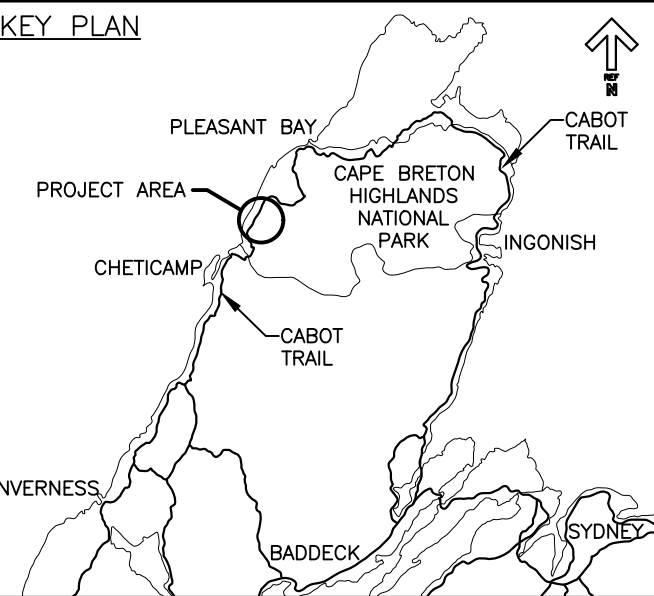 KEY PLAN
REF
N
PLEASANT BAY
CABOT
TRAIL
CAPE BRETON
HIGHLANDS
NATIONAL
PARK
PROJECT AREA
INGONISH
CHETICAMP
CABOT
TRAIL
NVERNESS
SYDNEY
BADDECK